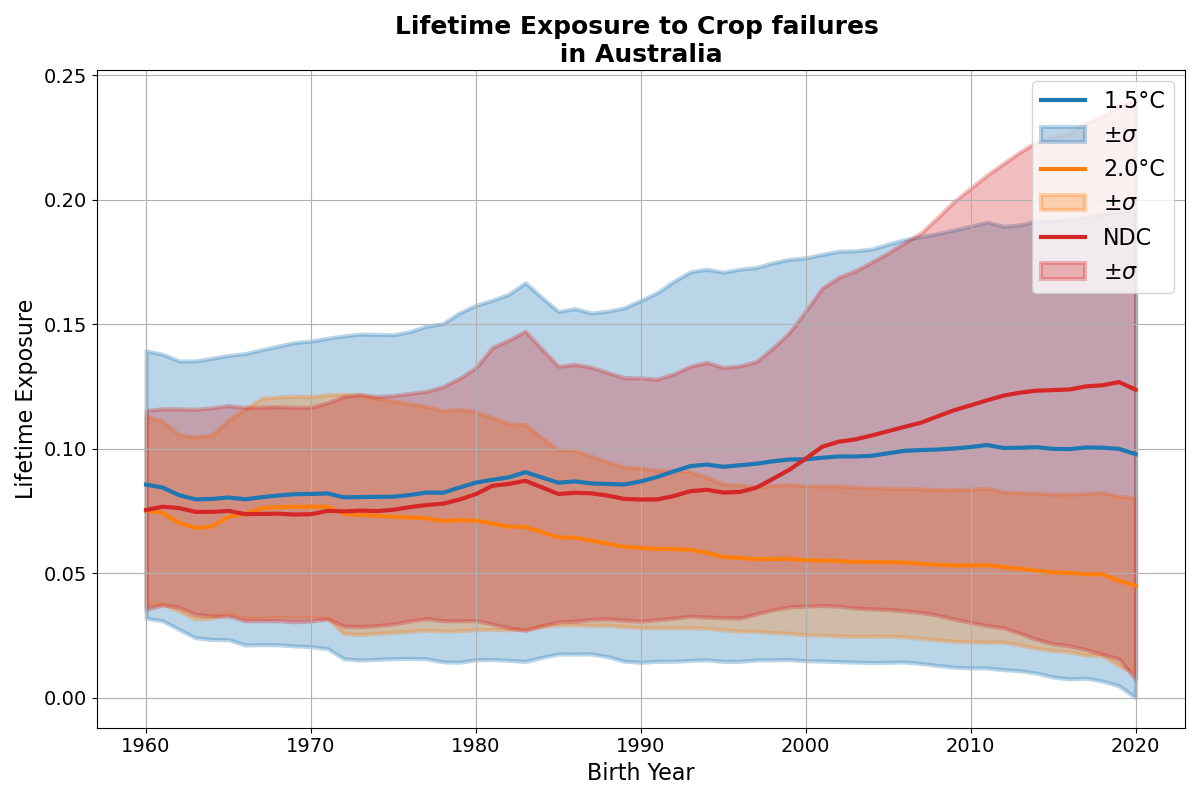 Lifetime Exposure to Crop failures
in Australia
0.25
0.20
0.15
0.10
0.05
0.00
Lifetime Exposure
1960 1970 1980 1990 2000 2010 2020
Birth Year
1.5°C
±σ
2.0°C
±σ
NDC
±σ